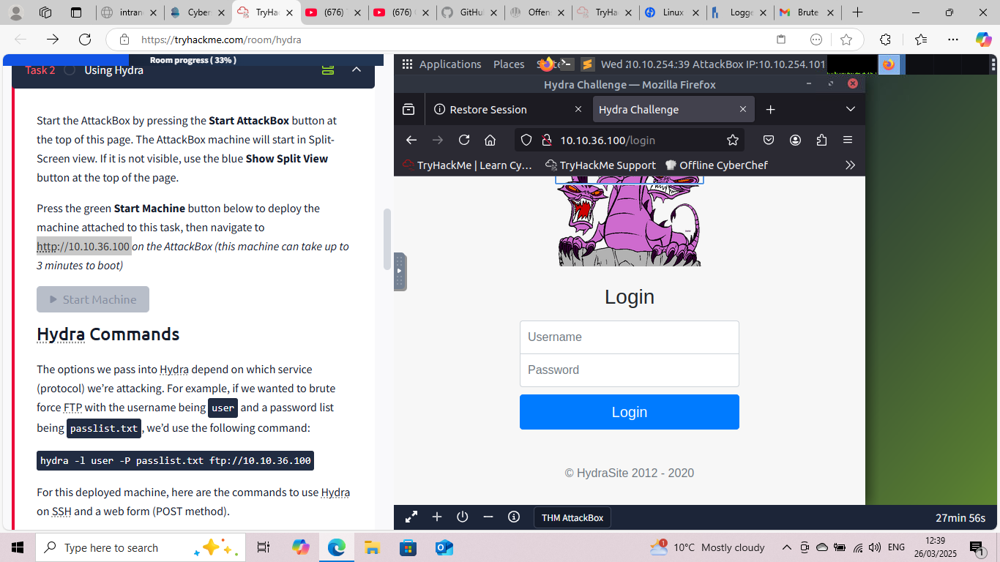 intran
Cyber
TryHac
(676)
(676)
GitHu
Offen
TryHa
Linux
Logge
Brute
https://tryhackme.com/room/hydra
Room progress ( 33% )
Task 2
Using Hydra
Start the AttackBox by pressing the Start AttackBox button at
the top of this page. The AttackBox machine will start in Split-
Screen view. If it is not visible, use the blue Show Split View
button at the top of the page.
Press the green Start Machine button below to deploy the
machine attached to this task, then navigate to
http://10.10.36.100 on the AttackBox (this machine can take up to
3 minutes to boot)
Start Machine
Hydra Commands
The options we pass into Hydra depend on which service
(protocol) we're attacking. For example, if we wanted to brute
force FTP with the username being user and a password list
being passlist.txt, we'd use the following command:
hydra -l user -P passlist.txt ftp://10.10.36.100
For this deployed machine, here are the commands to use Hydra
on SSH and a web form (POST method).
Applications Places
AttackBox IP:10.10.254.101
Hydra Challenge — Mozilla Firefox
Restore Session
Hydra Challenge
10.10.36.100/login
TryHackMe | Learn Cy…
TryHackMe Support
Offline CyberChef
Login
Username
Password
Login
© HydraSite 2012 - 2020
THM AttackBox
27min 56s
Type here to search
1
10°C Mostly cloudy
ENG
12:39
26/03/2025
1